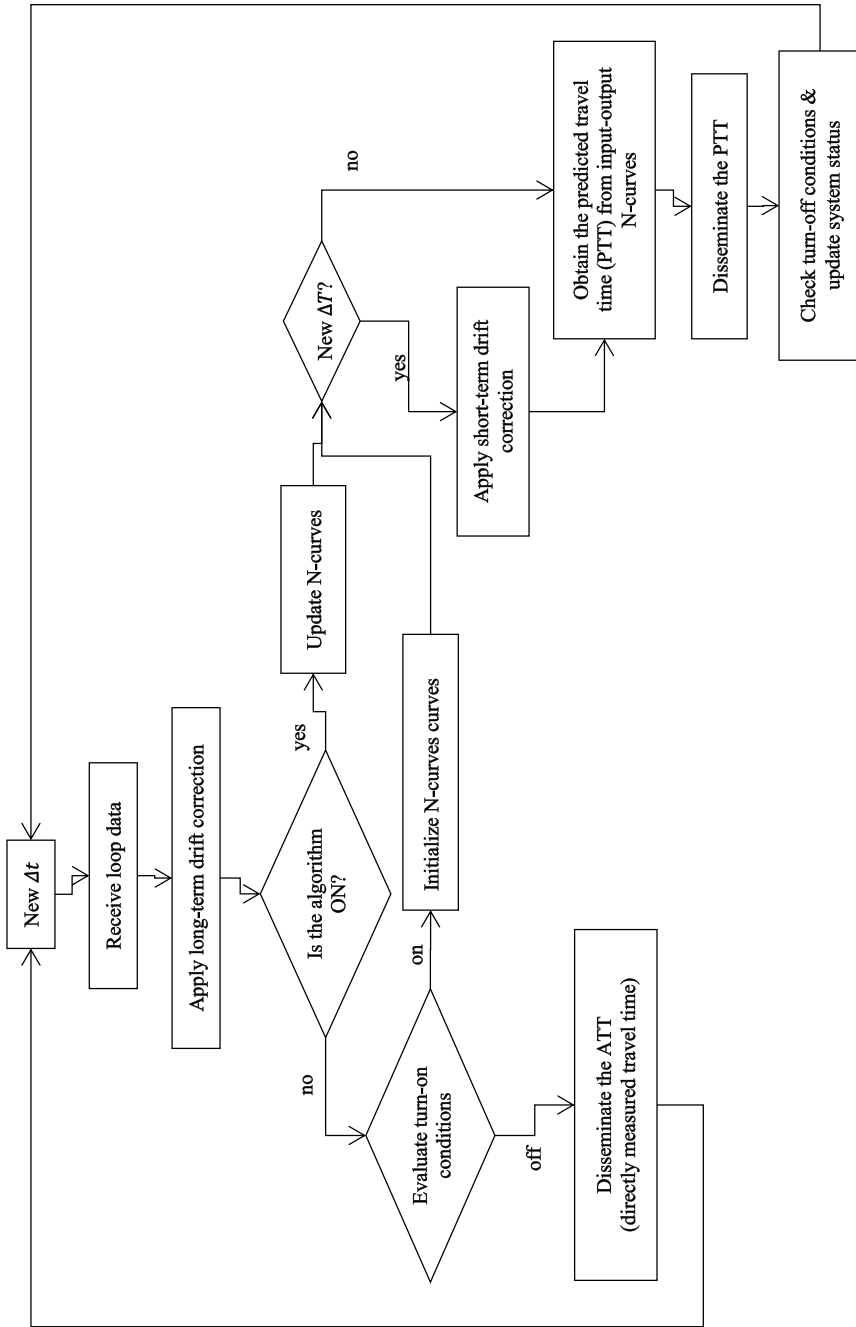 New Δt
Receive loop data
Apply long-term drift correction
Is the algorithm
ON?
no
yes
Evaluate turn-on
conditions
on
off
Disseminate the ATT
(directly measured travel time)
Initialize N-curves curves
Update N-curves
New ΔT?
yes
no
Apply short-term drift
correction
Obtain the predicted travel
time (PTT) from input-output
N-curves
Disseminate the PTT
Check turn-off conditions &
update system status